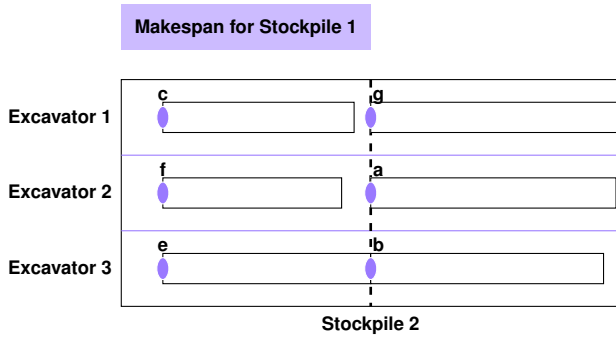 Makespan for Stockpile 1
c g
Excavator 1
f a
Excavator 2
e b
Excavator 3
Stockpile 2